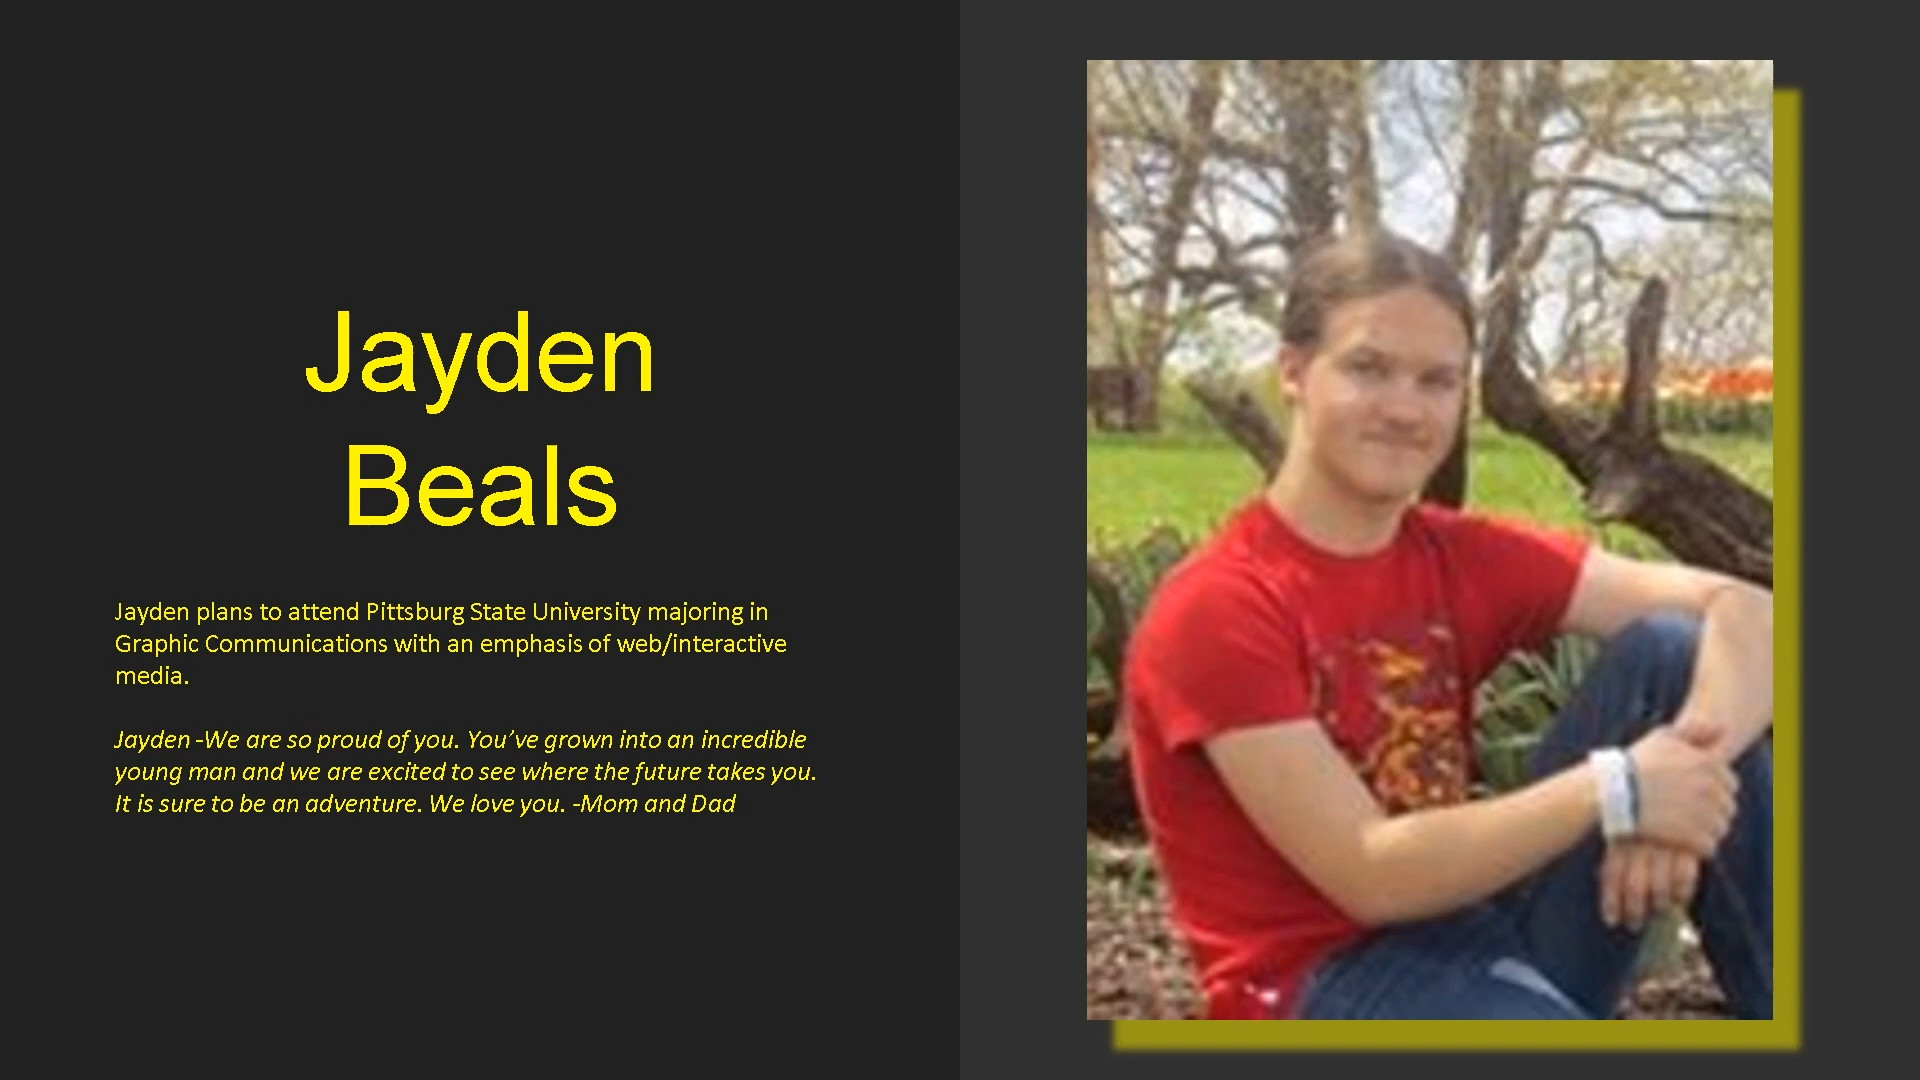 Jayden
Beals
Jayden plans to attend Pittsburg State University majoring in
Graphic Communications with an emphasis of web/interactive
media.
Jayden -We are so proud of you. You’ve grown into an incredible
young man and we are excited to see where the future takes you.
It is sure to be an adventure. We love you. -Mom and Dad